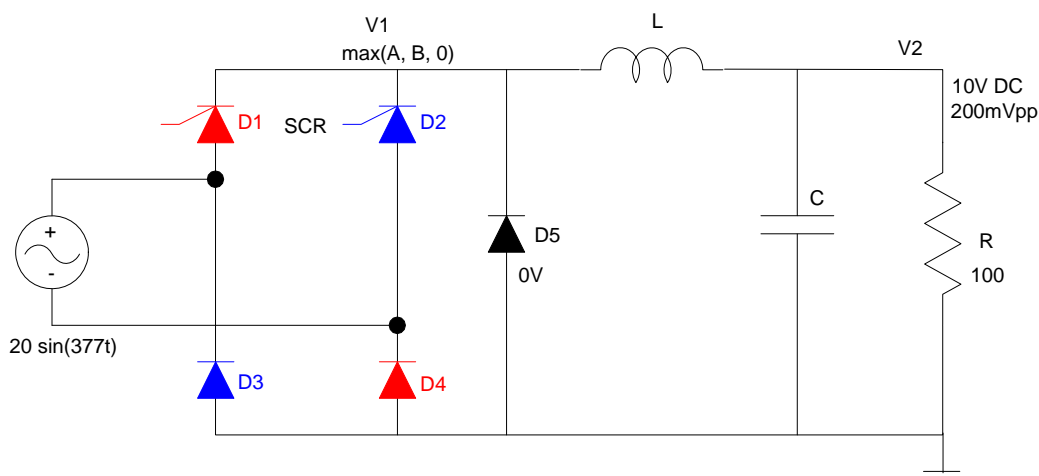 V1
max(A, B, 0)
L
V2
10V DC
200mVpp
D1
SCR
D2
C
+
-
D5
0V
R
100
20 sin(377t)
D3
D4